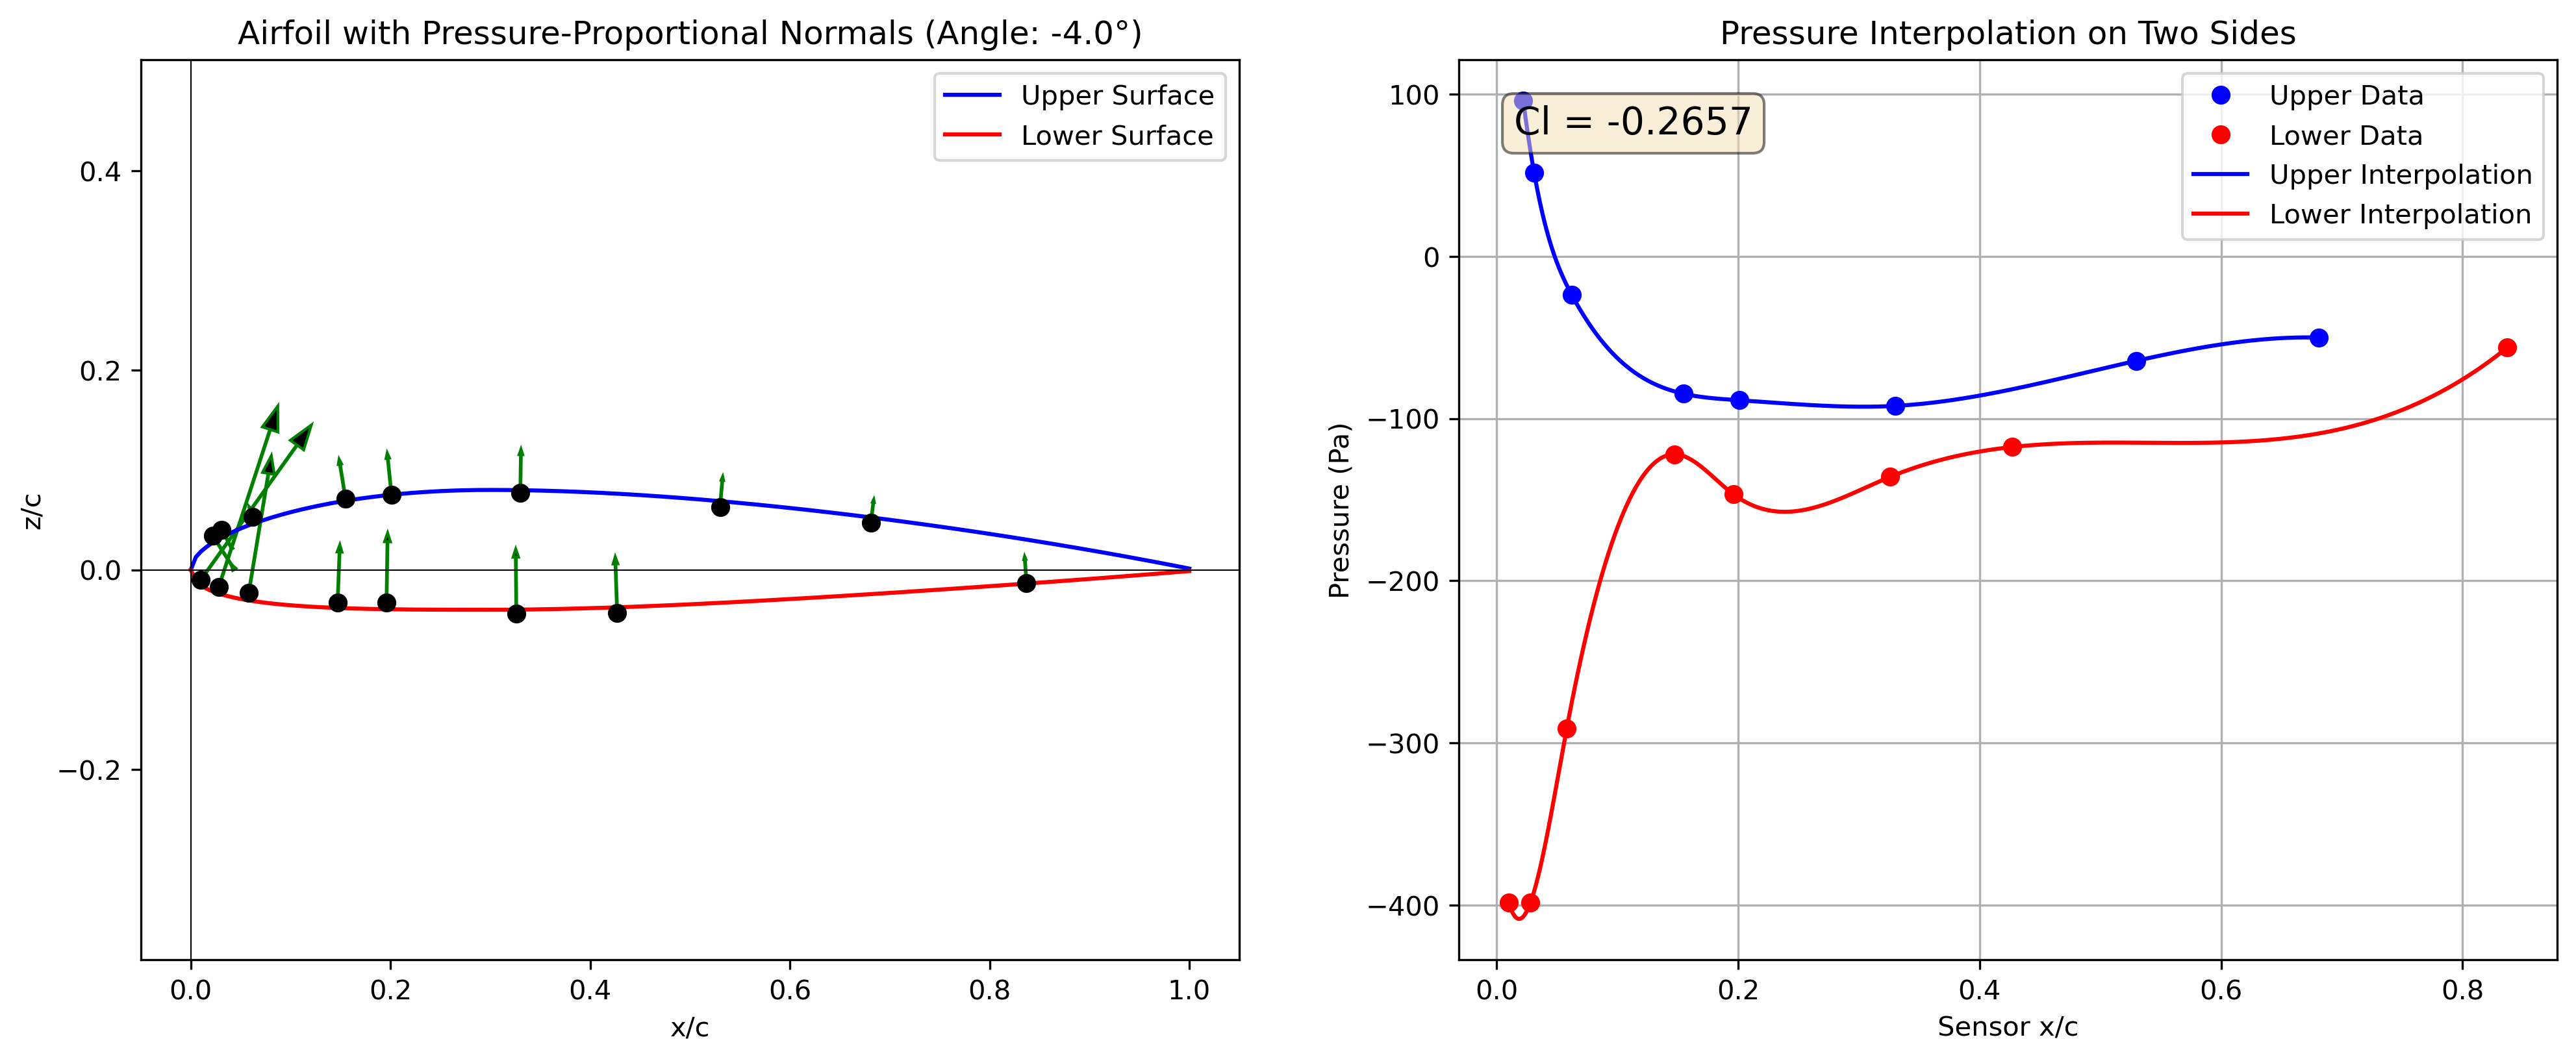 Airfoil with Pressure-Proportional Normals (Angle: -4.0°)
Upper Surface
Lower Surface
0.4
0.2
0.0
−0.2
z/c
0.0 0.2 0.4 0.6 0.8 1.0
x/c
Pressure Interpolation on Two Sides
Cl = -0.2657
Upper Data
Lower Data
Upper Interpolation
Lower Interpolation
100
0
−100
−200
−300
−400
Pressure (Pa)
0.0 0.2 0.4 0.6 0.8
Sensor x/c